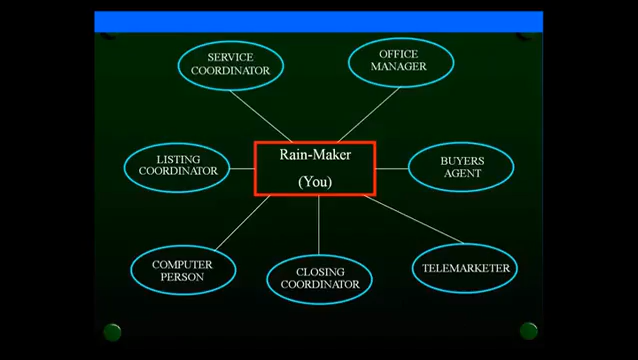 SERVICE
COORDINATOR
OFFICE
MANAGER
Rain-Maker
(You)
LISTING
COORDINATOR
BUYERS
AGENT
COMPUTER
PERSON
CLOSING
COORDINATOR
TELEMARKETER